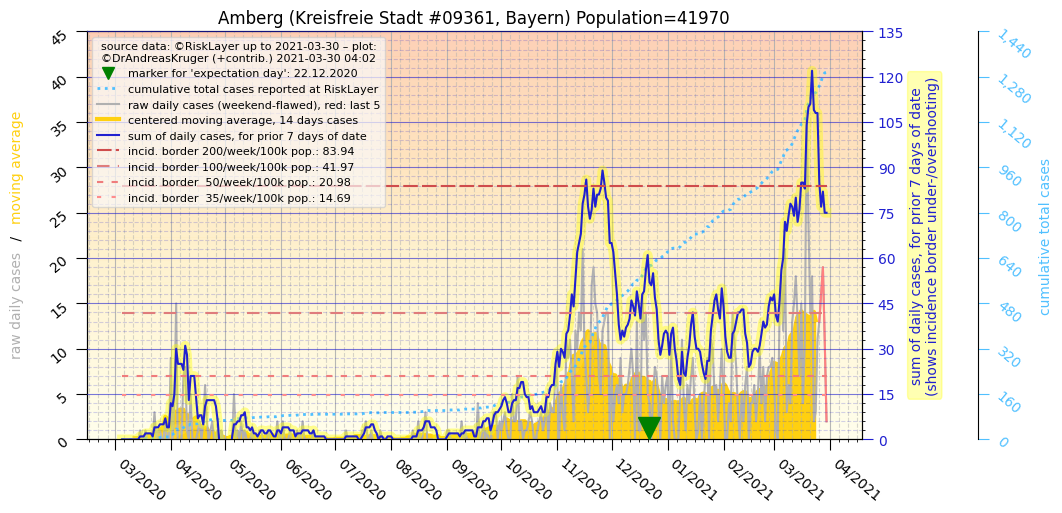 Amberg (Kreisfreie Stadt #09361, Bayern) Population=41970
source data: ©RiskLayer up to 2021-03-30 – plot:
©DrAndreasKruger (+contrib.) 2021-03-30 04:02
marker for 'expectation day': 22.12.2020
cumulative total cases reported at RiskLayer
raw daily cases (weekend-flawed), red: last 5
centered moving average, 14 days cases
sum of daily cases, for prior 7 days of date
incid. border 200/week/100k pop.: 83.94
incid. border 100/week/100k pop.: 41.97
incid. border  50/week/100k pop.: 20.98
incid. border  35/week/100k pop.: 14.69
raw daily cases  /  moving average
45
40
35
30
25
20
15
10
5
0
03/2020
04/2020
05/2020
06/2020
07/2020
08/2020
09/2020
10/2020
11/2020
12/2020
01/2021
02/2021
03/2021
04/2021
135
120
105
90
75
60
45
30
15
0
sum of daily cases, for prior 7 days of date
(shows incidence border under-/overshooting)
1,440
1,280
1,120
960
800
640
480
320
160
0
cumulative total cases